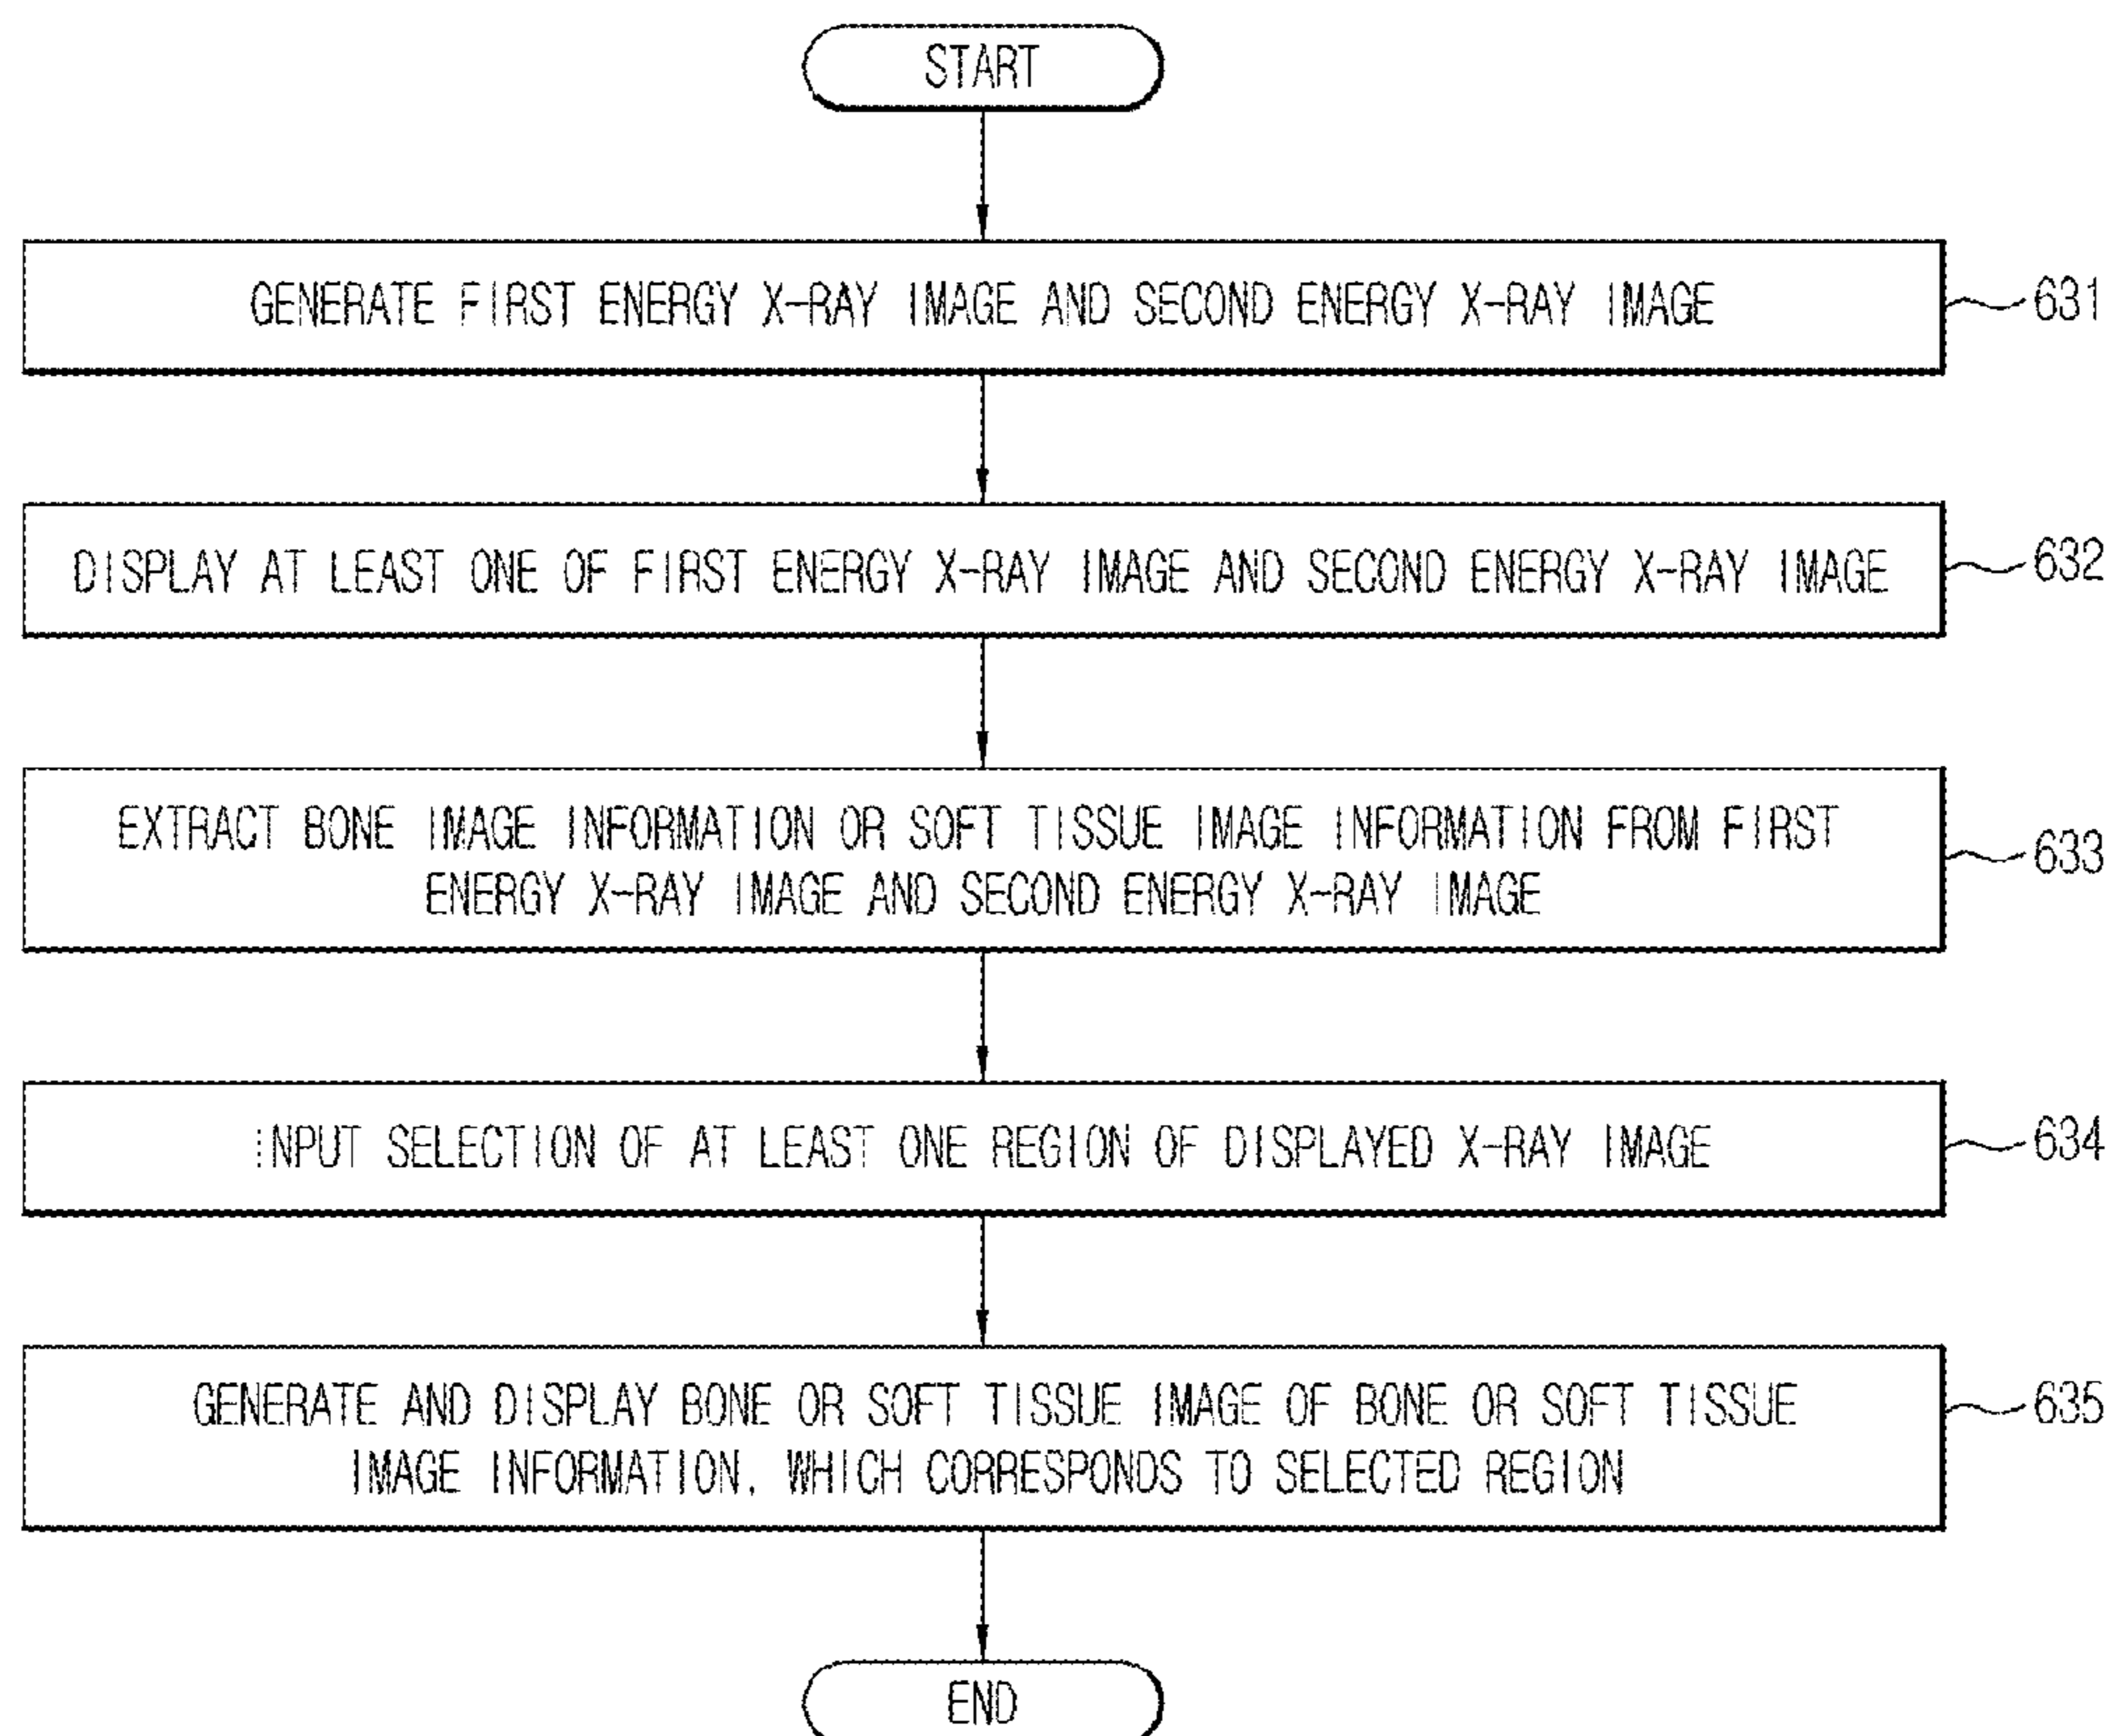 START
GENERATE FIRST ENERGY X-RAY IMAGE AND SECOND ENERGY X-RAY IMAGE
631
DISPLAY AT LEAST ONE OF FIRST ENERGY X-RAY IMAGE AND SECOND ENERGY X-RAY IMAGE
632
EXTRACT BONE IMAGE INFORMATION OR SOFT TISSUE IMAGE INFORMATION FROM FIRST
ENERGY X-RAY IMAGE AND SECOND ENERGY X-RAY IMAGE
633
INPUT SELECTION OF AT LEAST ONE REGION OF DISPLAYED X-RAY IMAGE
634
GENERATE AND DISPLAY BONE OR SOFT TISSUE IMAGE OF BONE OR SOFT TISSUE
IMAGE INFORMATION, WHICH CORRESPONDS TO SELECTED REGION
635
END